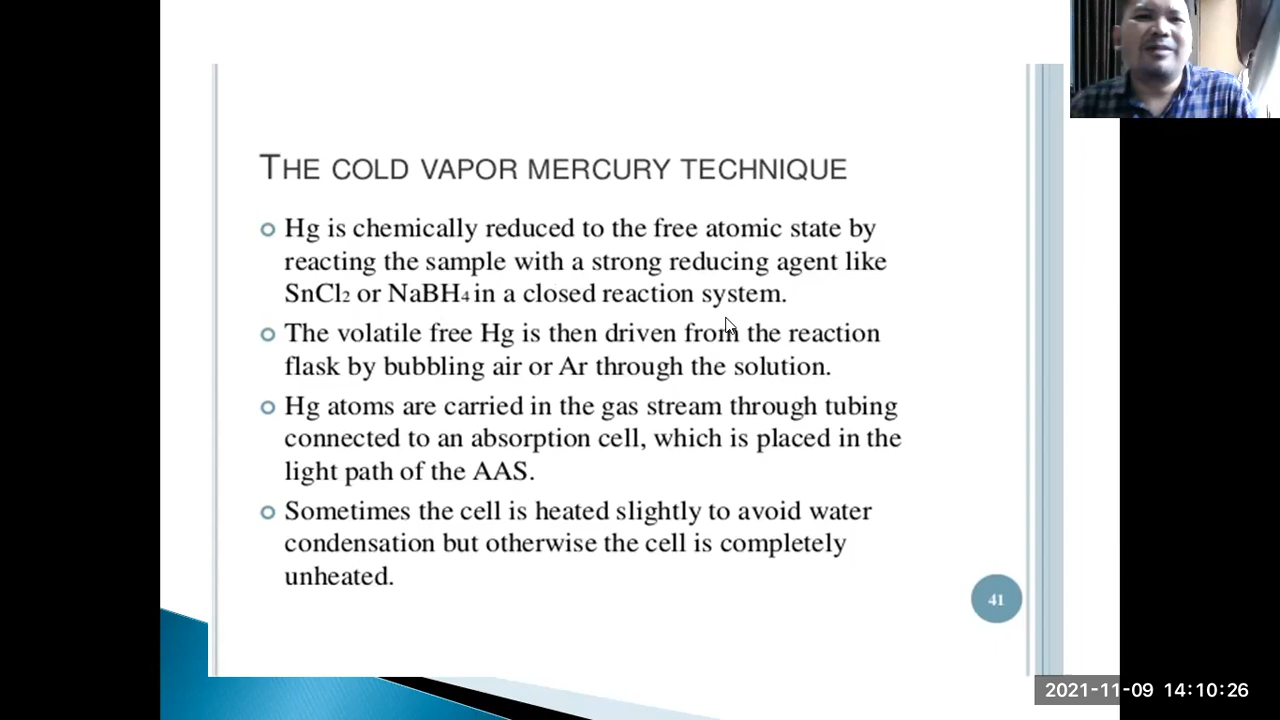 THE COLD VAPOR MERCURY TECHNIQUE
Hg is chemically reduced to the free atomic state by
reacting the sample with a strong reducing agent like
SnCl2 or NaBH4 in a closed reaction system.
The volatile free Hg is then driven from the reaction
flask by bubbling air or Ar through the solution.
Hg atoms are carried in the gas stream through tubing
connected to an absorption cell, which is placed in the
light path of the AAS.
Sometimes the cell is heated slightly to avoid water
condensation but otherwise the cell is completely
unheated.
41
2021-11-09 14:10:26